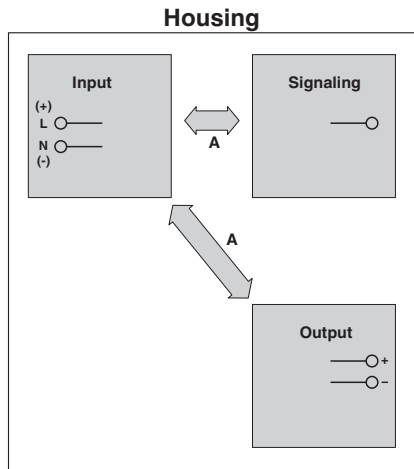 Housing
Input
Signaling
(+)
L
N
(-)
A
A
Output
+
–